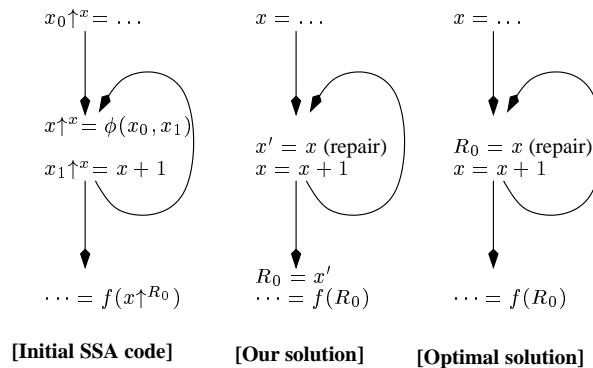 x₀↑ˣ = ...
x↑ˣ = ϕ(x₀, x₁)
x₁↑ˣ = x + 1
··· = f(x↑ᴿ⁰)
[Initial SSA code]
x = ...
x′ = x (repair)
x = x + 1
R₀ = x′
··· = f(R₀)
[Our solution]
x = ...
R₀ = x (repair)
x = x + 1
··· = f(R₀)
[Optimal solution]